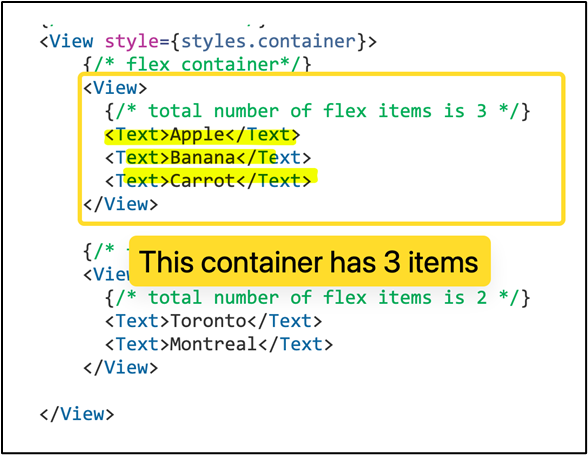 <View style={styles.container}>
{/* flex container*/}
<View>
{/* total number of flex items is 3 */}
<Text>Apple</Text>
<Text>Banana</Text>
<Text>Carrot</Text>
</View>
{/*
This container has 3 items
<View
{/* total number of flex items is 2 */}
<Text>Toronto</Text>
<Text>Montreal</Text>
</View>
</View>